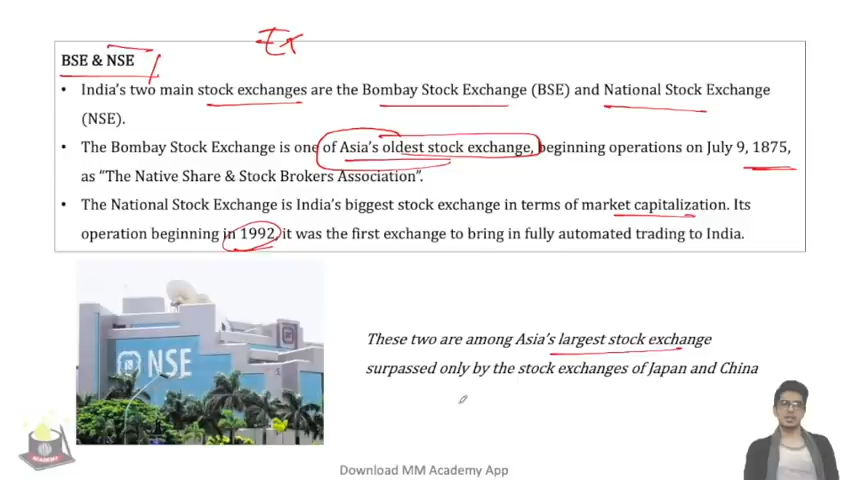 Ex
BSE & NSE
• India's two main stock exchanges are the Bombay Stock Exchange (BSE) and National Stock Exchange
(NSE).
• The Bombay Stock Exchange is one of Asia's oldest stock exchange, beginning operations on July 9, 1875,
as "The Native Share & Stock Brokers Association".
• The National Stock Exchange is India's biggest stock exchange in terms of market capitalization. Its
operation beginning in 1992, it was the first exchange to bring in fully automated trading to India.
NSE
These two are among Asia's largest stock exchange
surpassed only by the stock exchanges of Japan and China
ACADEMY
Download MM Academy App